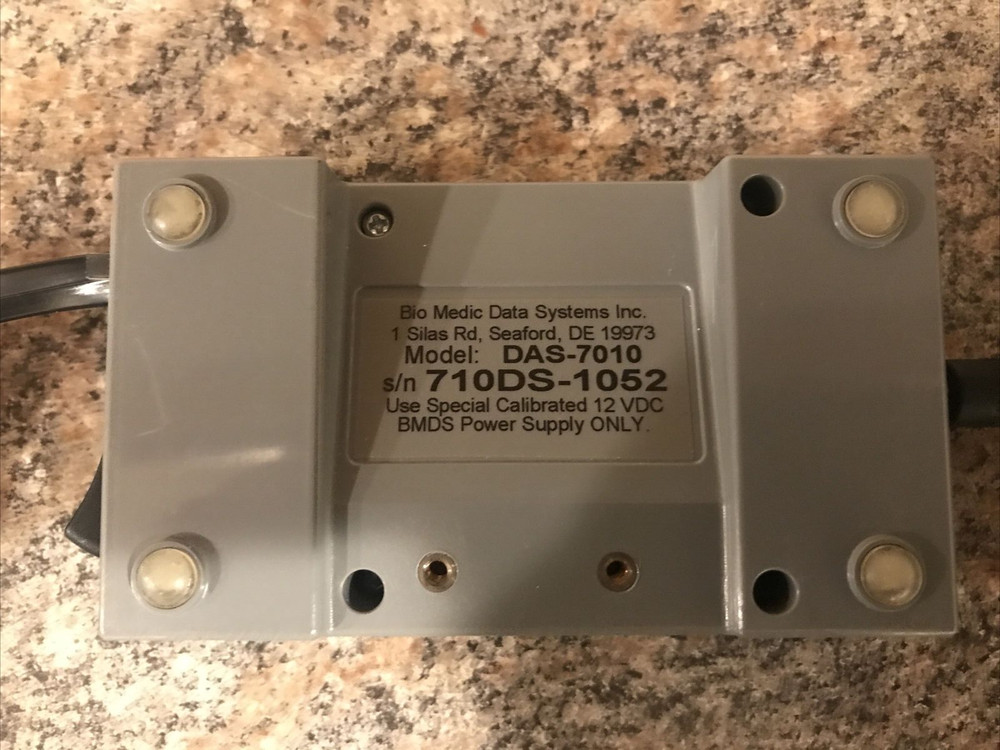 Bio Medic Data Systems Inc.
1 Silas Rd, Seaford, DE 19973
Model: DAS-7010
s/n 710DS-1052
Use Special Calibrated 12 VDC
BMDS Power Supply ONLY.